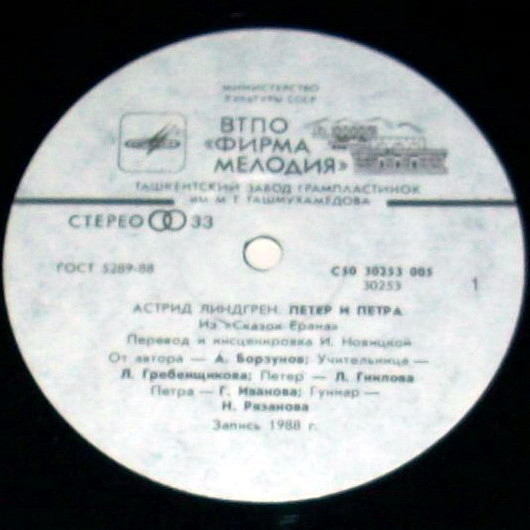 МИНИСТЕРСТВО
КУЛЬТУРЫ СССР
ВТПО
«ФИРМА
МЕЛОДИЯ»
ТАШКЕНТСКИЙ ЗАВОД ГРАМПЛАСТИНОК
ИМ. М. Т. ТАШМУХАМЕДОВА
СТЕРЕО 33
ГОСТ 5289-88
С50 30253 005
30253
1
АСТРИД ЛИНДГРЕН. ПЕТЕР И ПЕТРА
Из «Сказок Ерана»
Перевод и инсценировка И. Новицкой
От автора — А. Борзунов; Учительница —
Л. Гребенщикова; Петер — Л. Гнилова
Петра — Г. Иванова; Гуннар —
Н. Рязанова
Запись 1988 г.